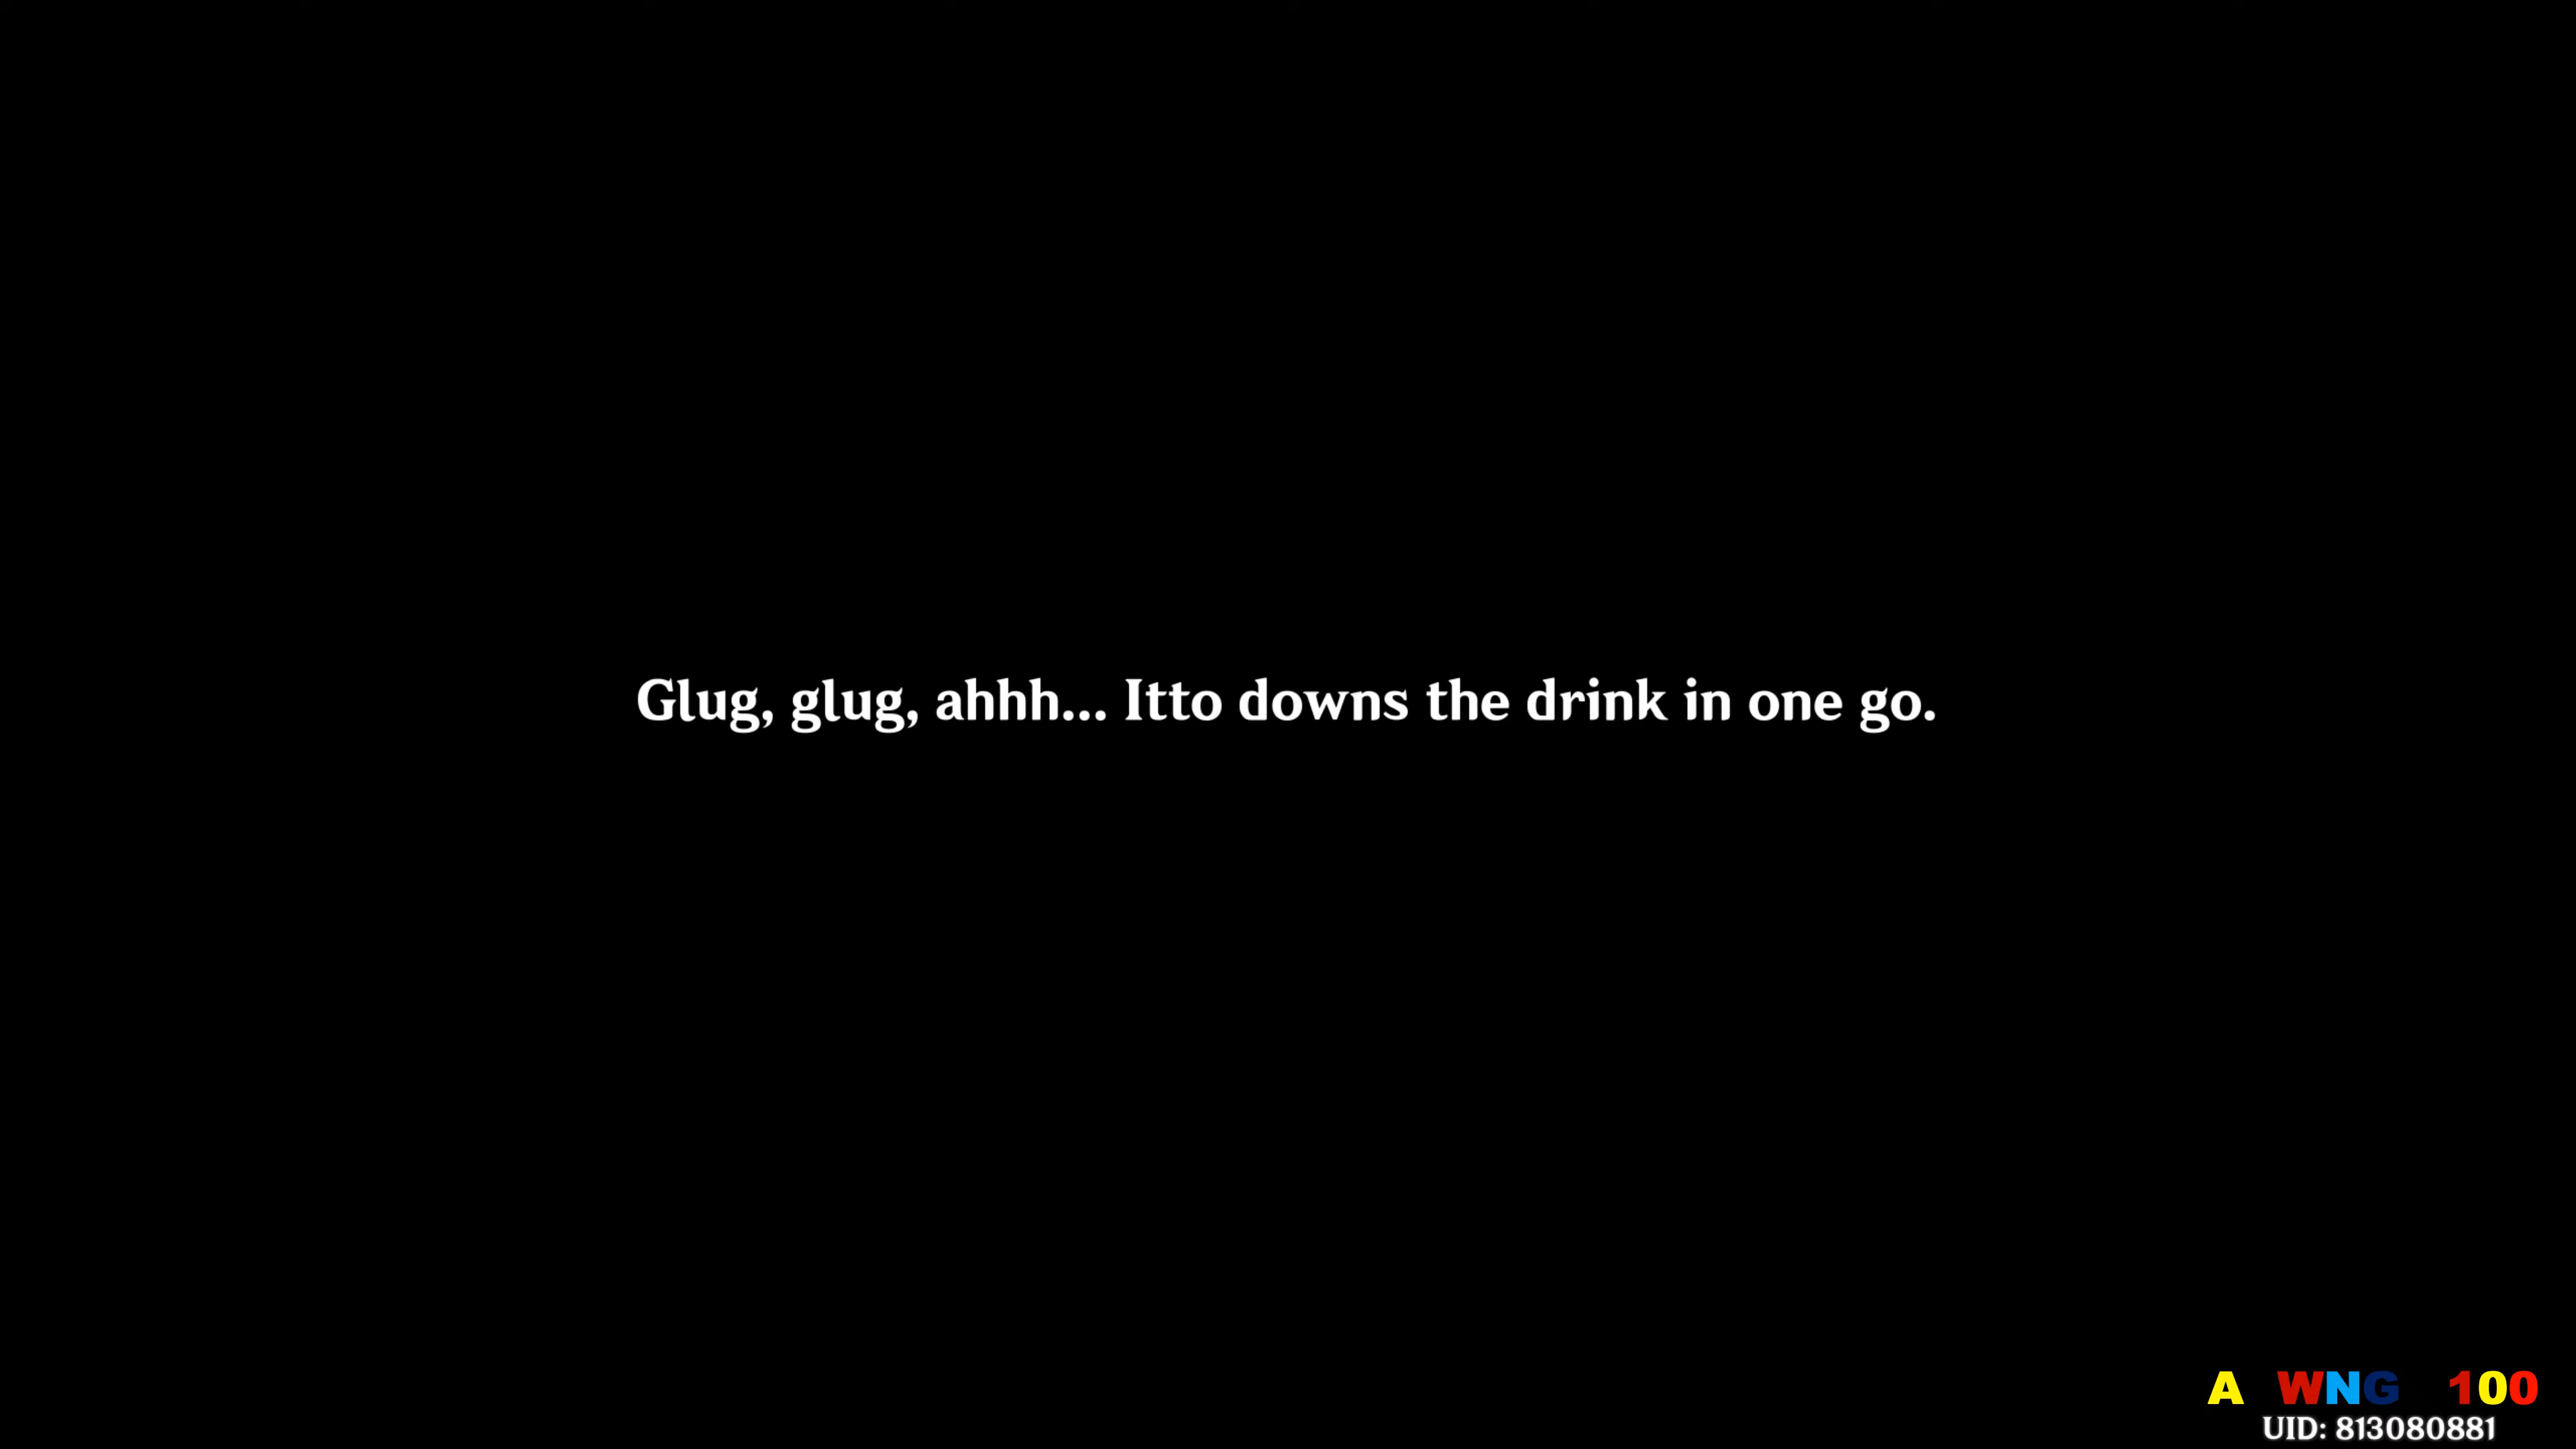 Glug, glug, ahhh... Itto downs the drink in one go.
A WNG 100
UID: 813080881